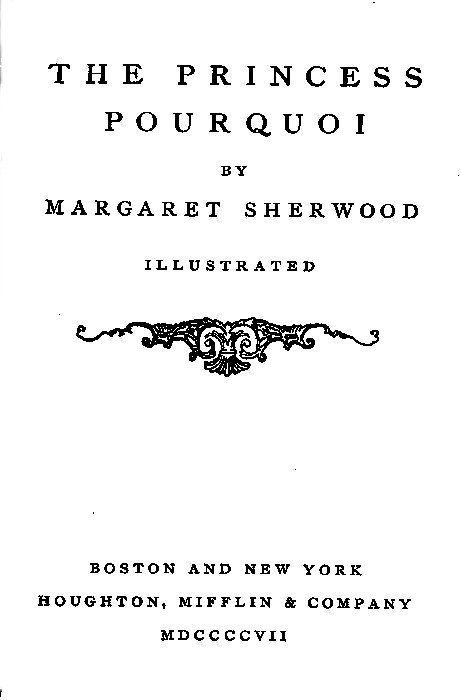 THE PRINCESS
POURQUOI
BY
MARGARET SHERWOOD
ILLUSTRATED
BOSTON AND NEW YORK
HOUGHTON, MIFFLIN & COMPANY
MDCCCCVII